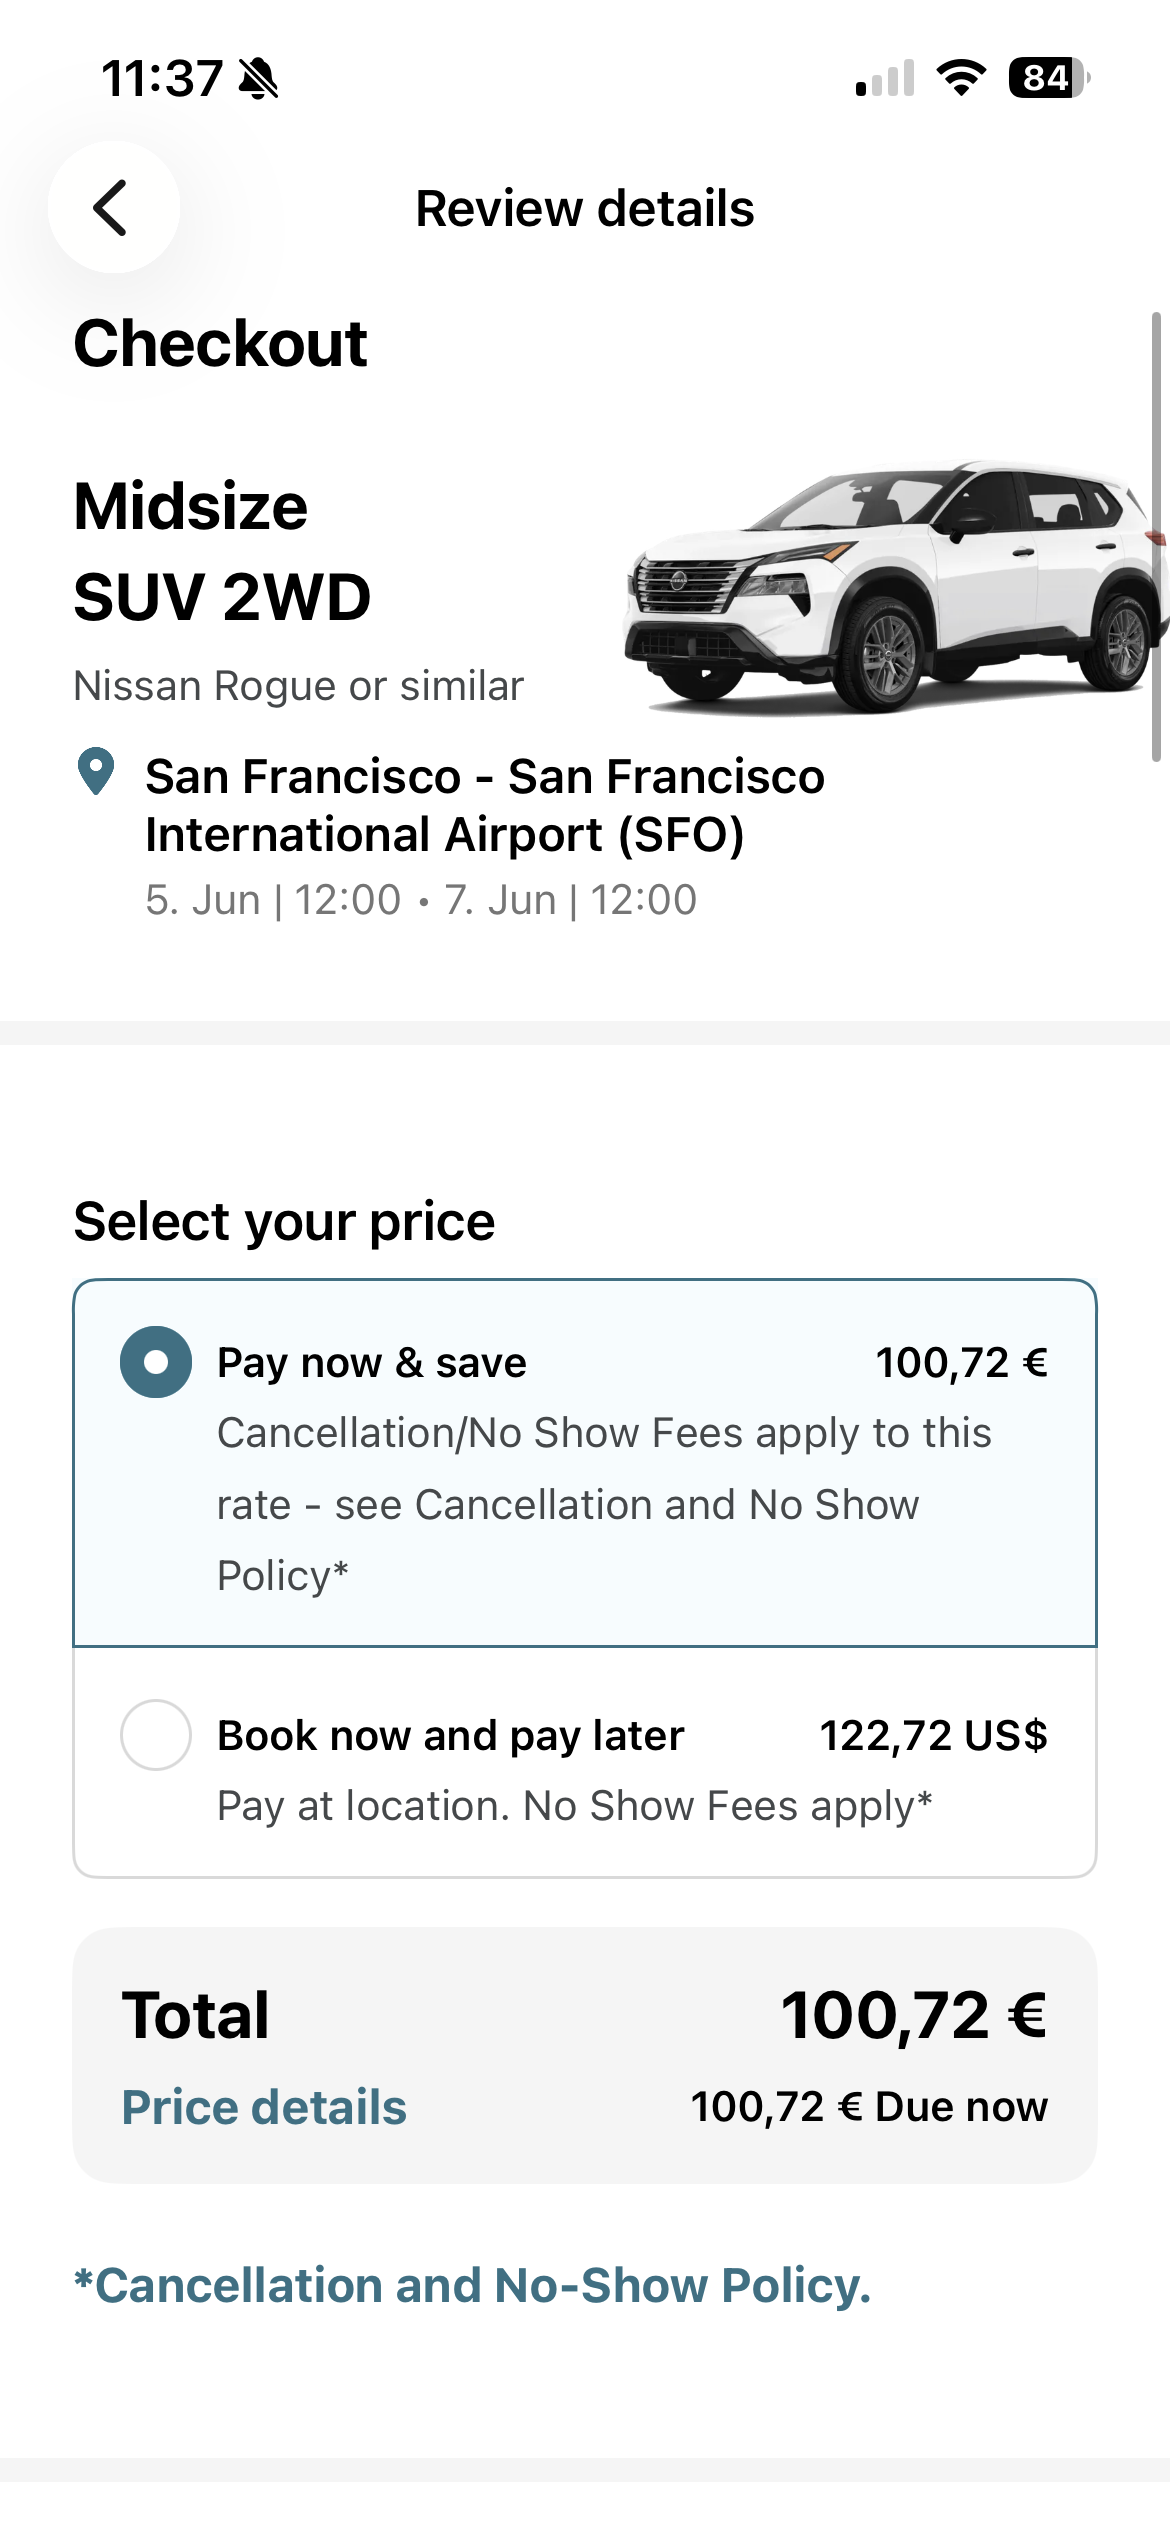 11:37
84
Review details
Checkout
Midsize
SUV 2WD
Nissan Rogue or similar
San Francisco - San Francisco
International Airport (SFO)
5. Jun | 12:00 • 7. Jun | 12:00
Select your price
Pay now & save 100,72 €
Cancellation/No Show Fees apply to this
rate - see Cancellation and No Show
Policy*
Book now and pay later 122,72 US$
Pay at location. No Show Fees apply*
Total 100,72 €
Price details 100,72 € Due now
*Cancellation and No-Show Policy.